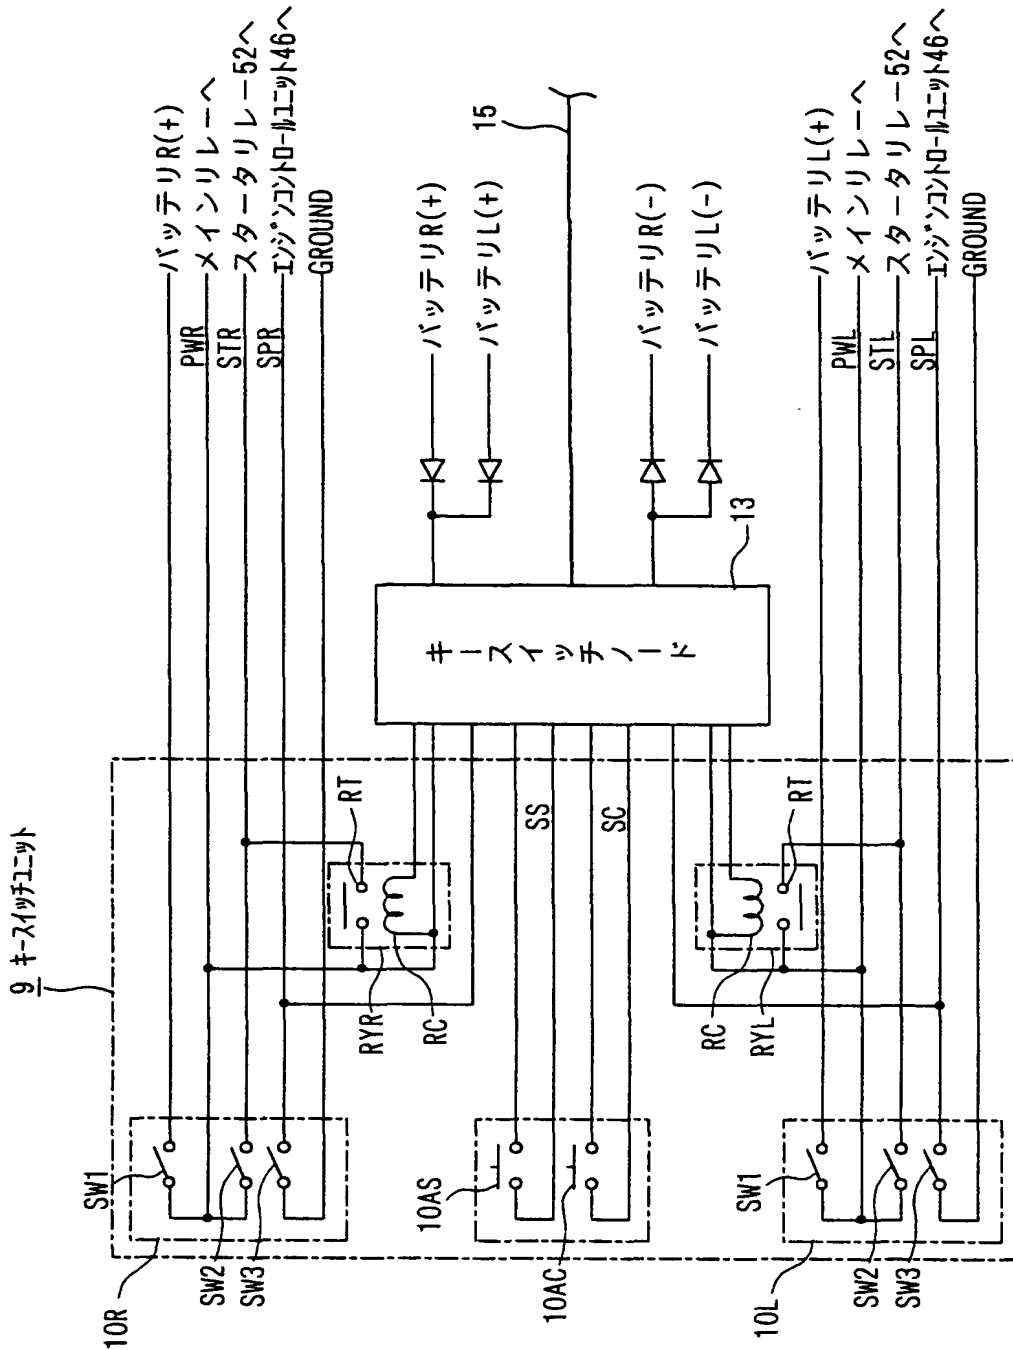 9 キースイッチユニット
10R
SW1
SW2
SW3
バッテリR(+)
PWR
メインリレーへ
STR
スタータリレー52へ
SPR
エンジンコントロールユニット46へ
GROUND
RT
RYR
RC
10AS
10AC
SS
SC
キースイッチノード
13
15
バッテリR(+)
バッテリL(+)
バッテリR(-)
バッテリL(-)
RC
RYL
RT
10L
SW1
SW2
SW3
バッテリL(+)
PWL
メインリレーへ
STL
スタータリレー52へ
SPL
エンジンコントロールユニット46へ
GROUND